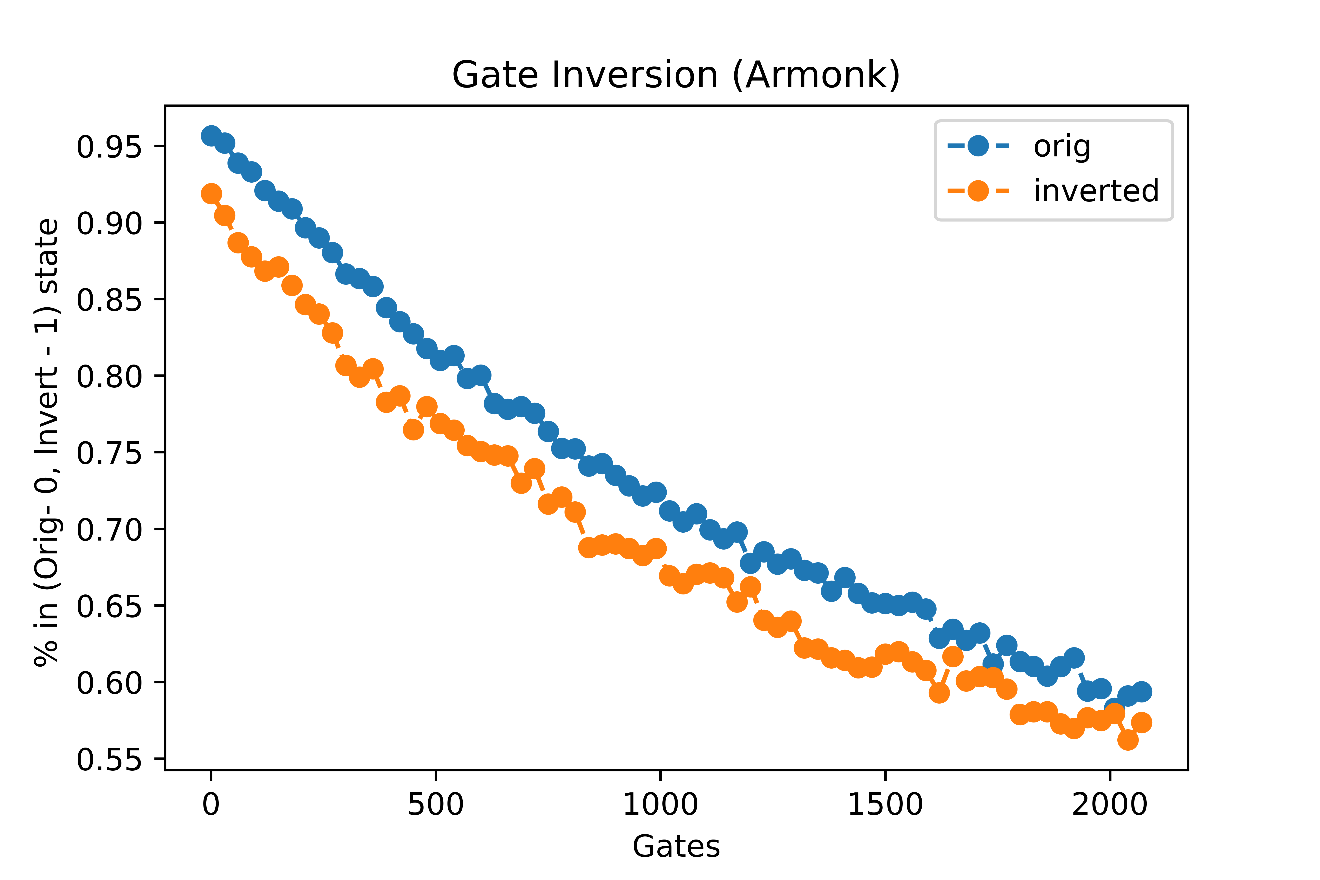 Gate Inversion (Armonk)
orig
inverted
% in (Orig- 0, Invert - 1) state
0.95
0.90
0.85
0.80
0.75
0.70
0.65
0.60
0.55
0 500 1000 1500 2000
Gates